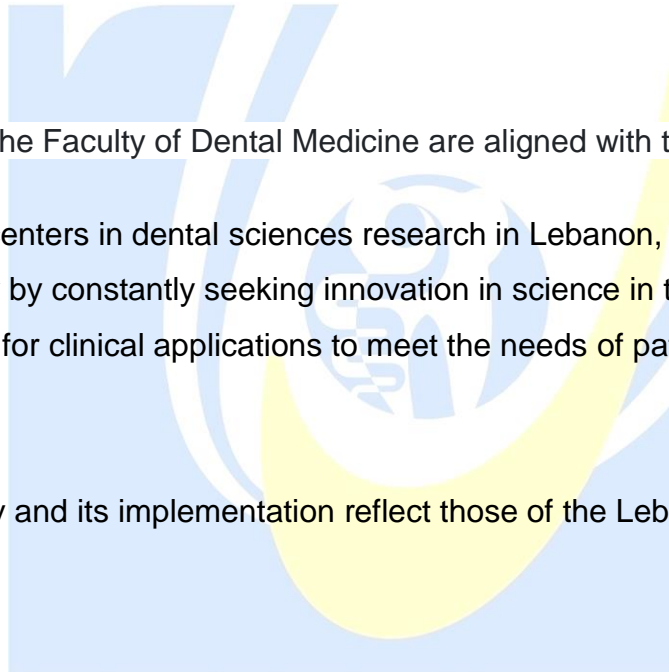 he Faculty of Dental Medicine are aligned with t
enters in dental sciences research in Lebanon,
by constantly seeking innovation in science in t
for clinical applications to meet the needs of pa
y and its implementation reflect those of the Leb